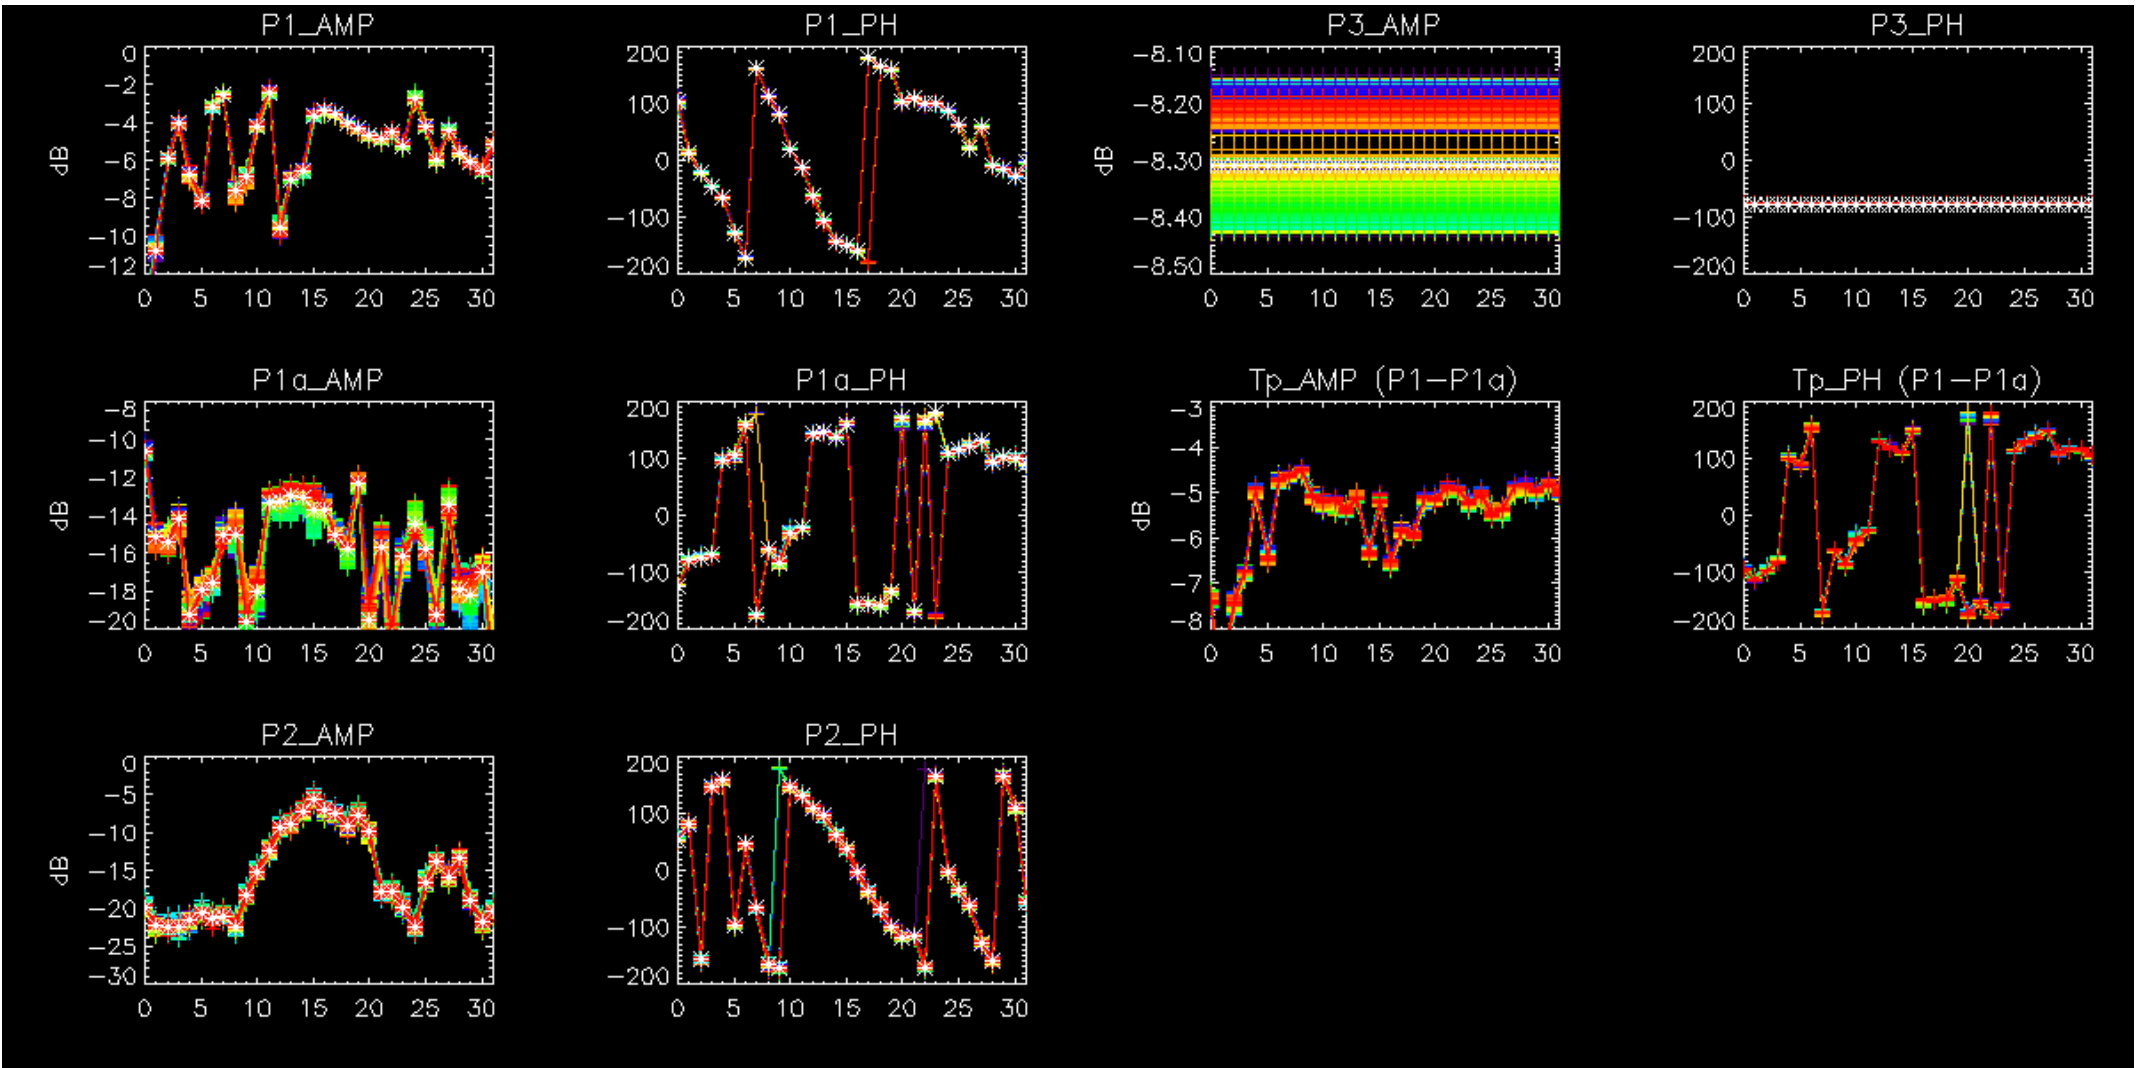 P1_AMP
dB
0
−2
−4
−6
−8
−10
−12
0 5 10 15 20 25 30
P1_PH
200
100
0
−100
−200
0 5 10 15 20 25 30
P3_AMP
dB
−8.10
−8.20
−8.30
−8.40
−8.50
0 5 10 15 20 25 30
P3_PH
200
100
0
−100
−200
0 5 10 15 20 25 30
P1a_AMP
dB
−8
−10
−12
−14
−16
−18
−20
0 5 10 15 20 25 30
P1a_PH
200
100
0
−100
−200
0 5 10 15 20 25 30
Tp_AMP (P1−P1a)
dB
−3
−4
−5
−6
−7
−8
0 5 10 15 20 25 30
Tp_PH (P1−P1a)
200
100
0
−100
−200
0 5 10 15 20 25 30
P2_AMP
dB
0
−5
−10
−15
−20
−25
−30
0 5 10 15 20 25 30
P2_PH
200
100
0
−100
−200
0 5 10 15 20 25 30